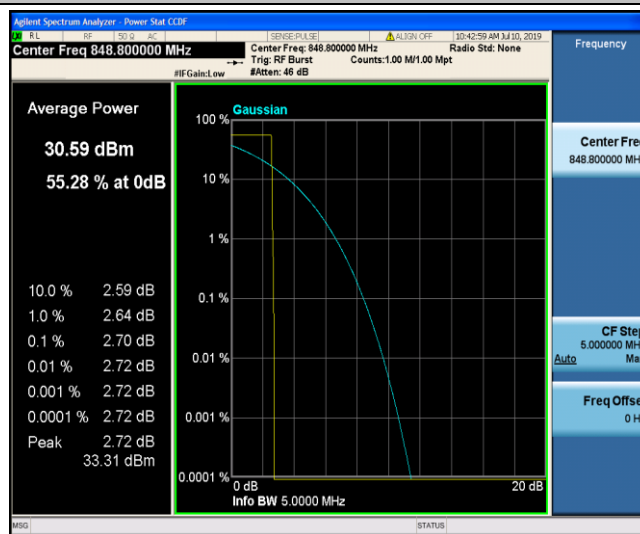 Agilent Spectrum Analyzer - Power Stat CCDF
RL RF 50 Ω AC SENSE:PULSE ALIGN OFF 10:42:59 AM Jul 10, 2019
Center Freq 848.800000 MHz
Center Freq: 848.800000 MHz Radio Std: None
Trig: RF Burst Counts:1.00 M/1.00 Mpt
#IFGain:Low #Atten: 46 dB
Frequency
Average Power
30.59 dBm
55.28 % at 0dB
10.0 % 2.59 dB
1.0 % 2.64 dB
0.1 % 2.70 dB
0.01 % 2.72 dB
0.001 % 2.72 dB
0.0001 % 2.72 dB
Peak 2.72 dB
33.31 dBm
Gaussian
100 %
10 %
1 %
0.1 %
0.01 %
0.001 %
0.0001 %
0 dB 20 dB
Info BW 5.0000 MHz
Center Fre
848.800000 MH
CF Step
5.000000 MH
Auto Ma
Freq Offse
0 H
MSG STATUS